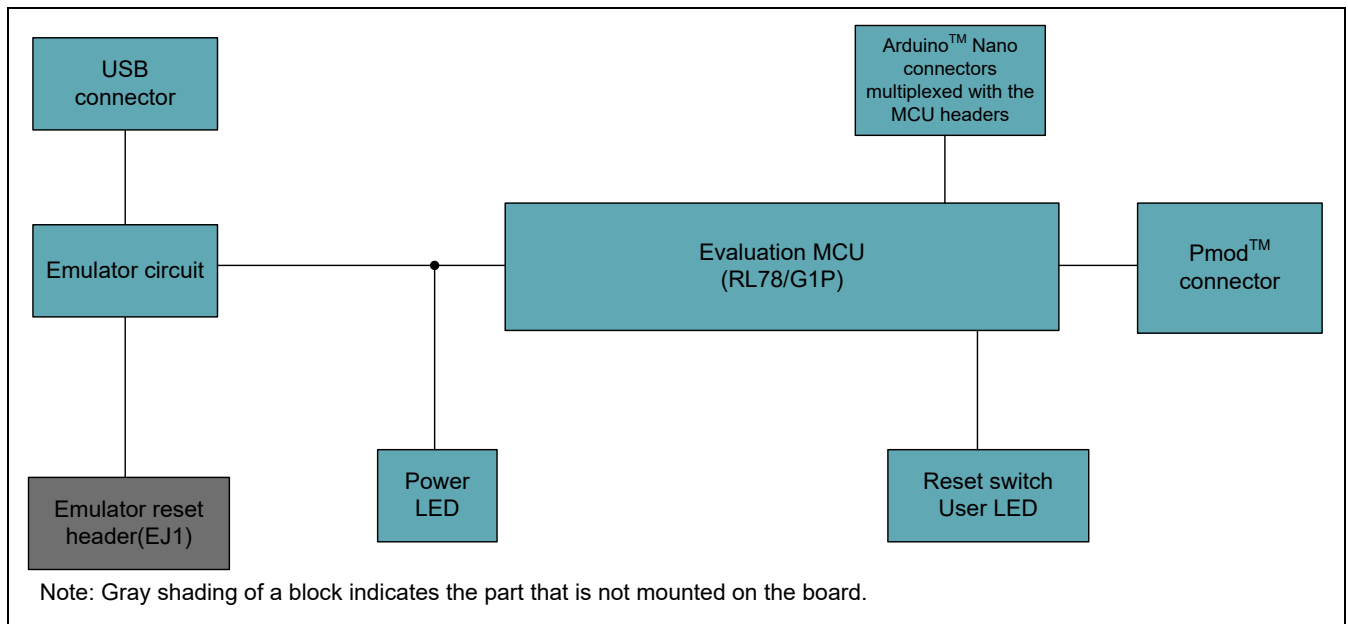 USB
connector
Arduino™ Nano
connectors
multiplexed with the
MCU headers
Emulator circuit
Evaluation MCU
(RL78/G1P)
Pmod™
connector
Emulator reset
header(EJ1)
Power
LED
Reset switch
User LED
Note: Gray shading of a block indicates the part that is not mounted on the board.